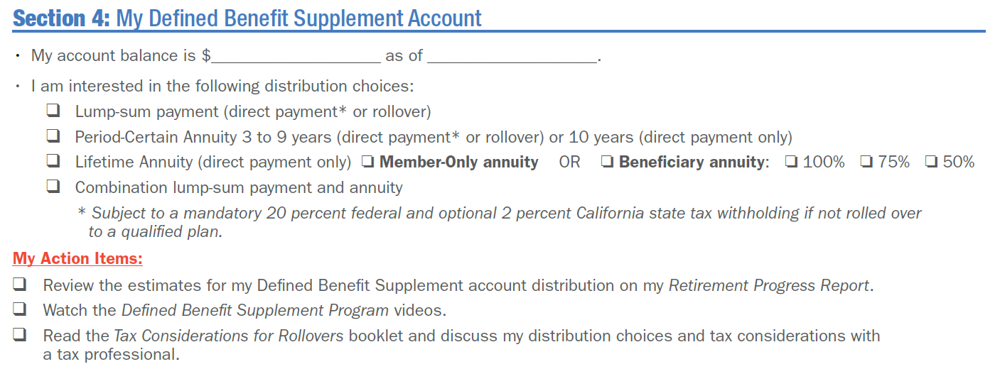 Section 4: My Defined Benefit Supplement Account
• My account balance is $____________________ as of ____________________.
• I am interested in the following distribution choices:
❑ Lump-sum payment (direct payment* or rollover)
❑ Period-Certain Annuity 3 to 9 years (direct payment* or rollover) or 10 years (direct payment only)
❑ Lifetime Annuity (direct payment only) ❑ Member-Only annuity OR ❑ Beneficiary annuity: ❑ 100% ❑ 75% ❑ 50%
❑ Combination lump-sum payment and annuity
* Subject to a mandatory 20 percent federal and optional 2 percent California state tax withholding if not rolled over
to a qualified plan.
My Action Items:
❑ Review the estimates for my Defined Benefit Supplement account distribution on my Retirement Progress Report.
❑ Watch the Defined Benefit Supplement Program videos.
❑ Read the Tax Considerations for Rollovers booklet and discuss my distribution choices and tax considerations with
a tax professional.